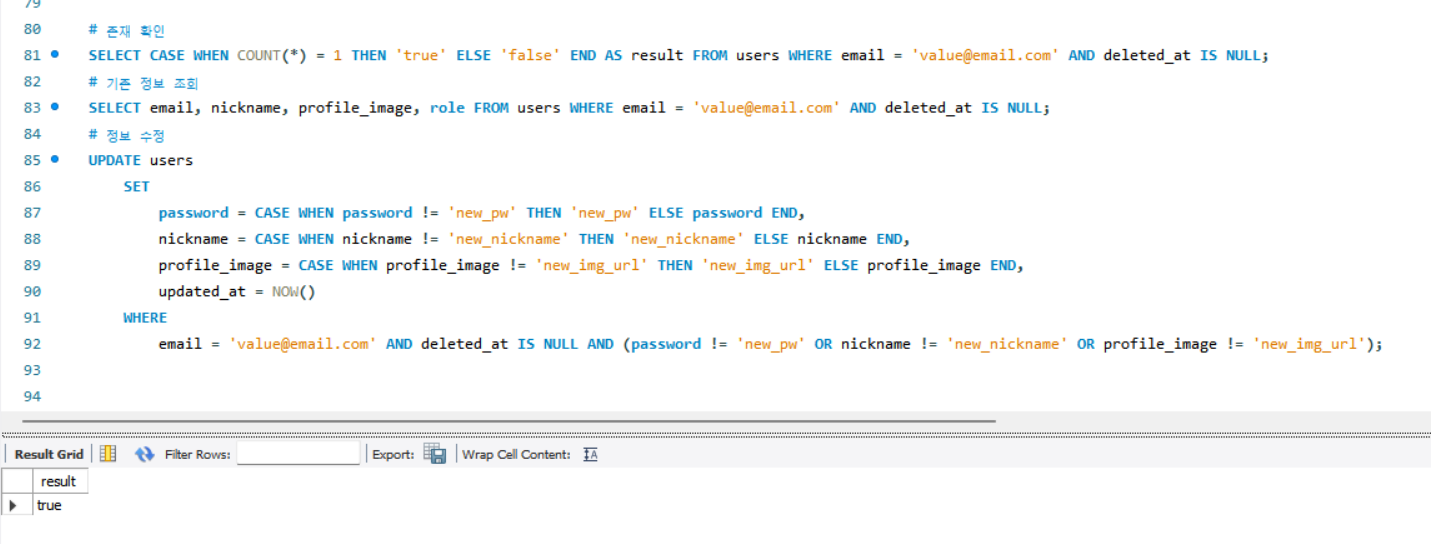 79
80 # 존재 확인
81 SELECT CASE WHEN COUNT(*) = 1 THEN 'true' ELSE 'false' END AS result FROM users WHERE email = 'value@email.com' AND deleted_at IS NULL;
82 # 기존 정보 조회
83 SELECT email, nickname, profile_image, role FROM users WHERE email = 'value@email.com' AND deleted_at IS NULL;
84 # 정보 수정
85 UPDATE users
86 SET
87 password = CASE WHEN password != 'new_pw' THEN 'new_pw' ELSE password END,
88 nickname = CASE WHEN nickname != 'new_nickname' THEN 'new_nickname' ELSE nickname END,
89 profile_image = CASE WHEN profile_image != 'new_img_url' THEN 'new_img_url' ELSE profile_image END,
90 updated_at = NOW()
91 WHERE
92 email = 'value@email.com' AND deleted_at IS NULL AND (password != 'new_pw' OR nickname != 'new_nickname' OR profile_image != 'new_img_url');
93
94
Result Grid Filter Rows: Export: Wrap Cell Content: IA
result
true